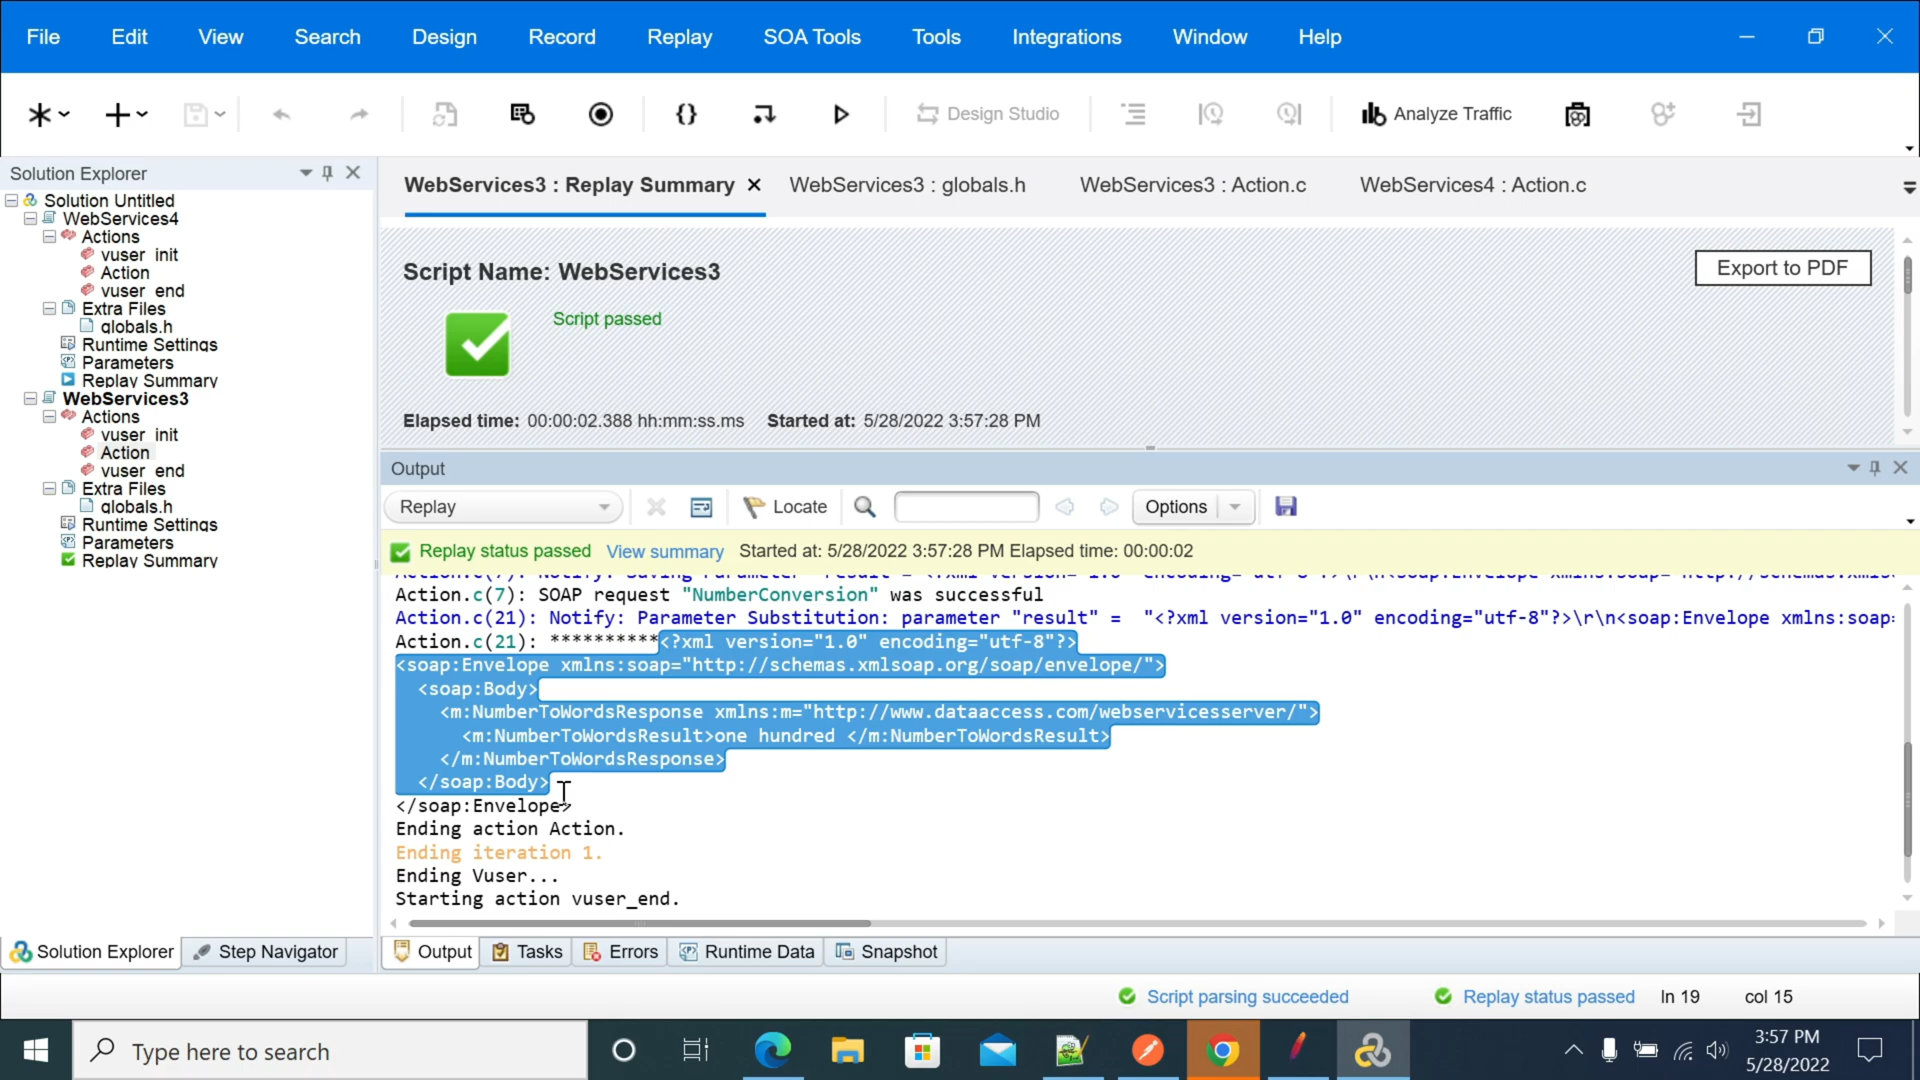 File Edit View Search Design Record Replay SOA Tools Tools Integrations Window Help
Design Studio Analyze Traffic
Solution Explorer
Solution Untitled
WebServices4
Actions
vuser_init
Action
vuser_end
Extra Files
globals.h
Runtime Settings
Parameters
Replay Summary
WebServices3
Actions
vuser_init
Action
vuser_end
Extra Files
globals.h
Runtime Settings
Parameters
Replay Summary
Solution Explorer Step Navigator
WebServices3 : Replay Summary WebServices3 : globals.h WebServices3 : Action.c WebServices4 : Action.c
Script Name: WebServices3
Export to PDF
Script passed
Elapsed time: 00:00:02.388 hh:mm:ss.ms Started at: 5/28/2022 3:57:28 PM
Output
Replay Locate Options
Replay status passed View summary Started at: 5/28/2022 3:57:28 PM Elapsed time: 00:00:02
Action.c(7): SOAP request "NumberConversion" was successful
Action.c(21): Notify: Parameter Substitution: parameter "result" = "<?xml version="1.0" encoding="utf-8"?>\r\n<soap:Envelope xmlns:soap=
Action.c(21): **********<?xml version="1.0" encoding="utf-8"?>
<soap:Envelope xmlns:soap="http://schemas.xmlsoap.org/soap/envelope/">
<soap:Body>
<m:NumberToWordsResponse xmlns:m="http://www.dataaccess.com/webservicesserver/">
<m:NumberToWordsResult>one hundred </m:NumberToWordsResult>
</m:NumberToWordsResponse>
</soap:Body>
</soap:Envelope>
Ending action Action.
Ending iteration 1.
Ending Vuser...
Starting action vuser_end.
Output Tasks Errors Runtime Data Snapshot
Script parsing succeeded Replay status passed ln 19 col 15
Type here to search
3:57 PM
5/28/2022